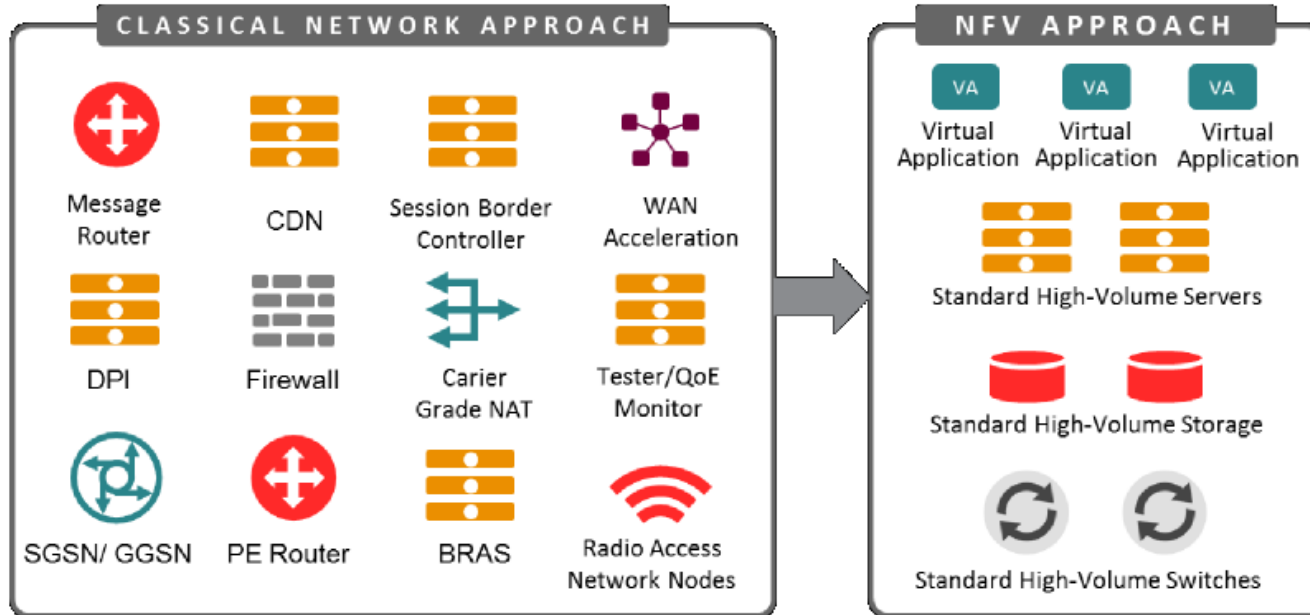 CLASSICAL NETWORK APPROACH
Message
Router
CDN
Session Border
Controller
WAN
Acceleration
DPI
Firewall
Carier
Grade NAT
Tester/QoE
Monitor
SGSN/ GGSN
PE Router
BRAS
Radio Access
Network Nodes
NFV APPROACH
VA
Virtual
Application
VA
Virtual
Application
VA
Virtual
Application
Standard High-Volume Servers
Standard High-Volume Storage
Standard High-Volume Switches